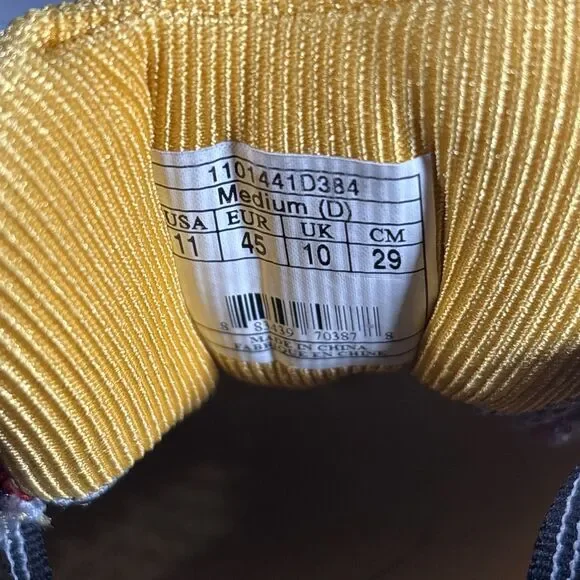 1101441D384
Medium (D)
USA EUR UK CM
11 45 10 29
8 83439 70387 8
MADE IN CHINA
FABRIQUE EN CHINE